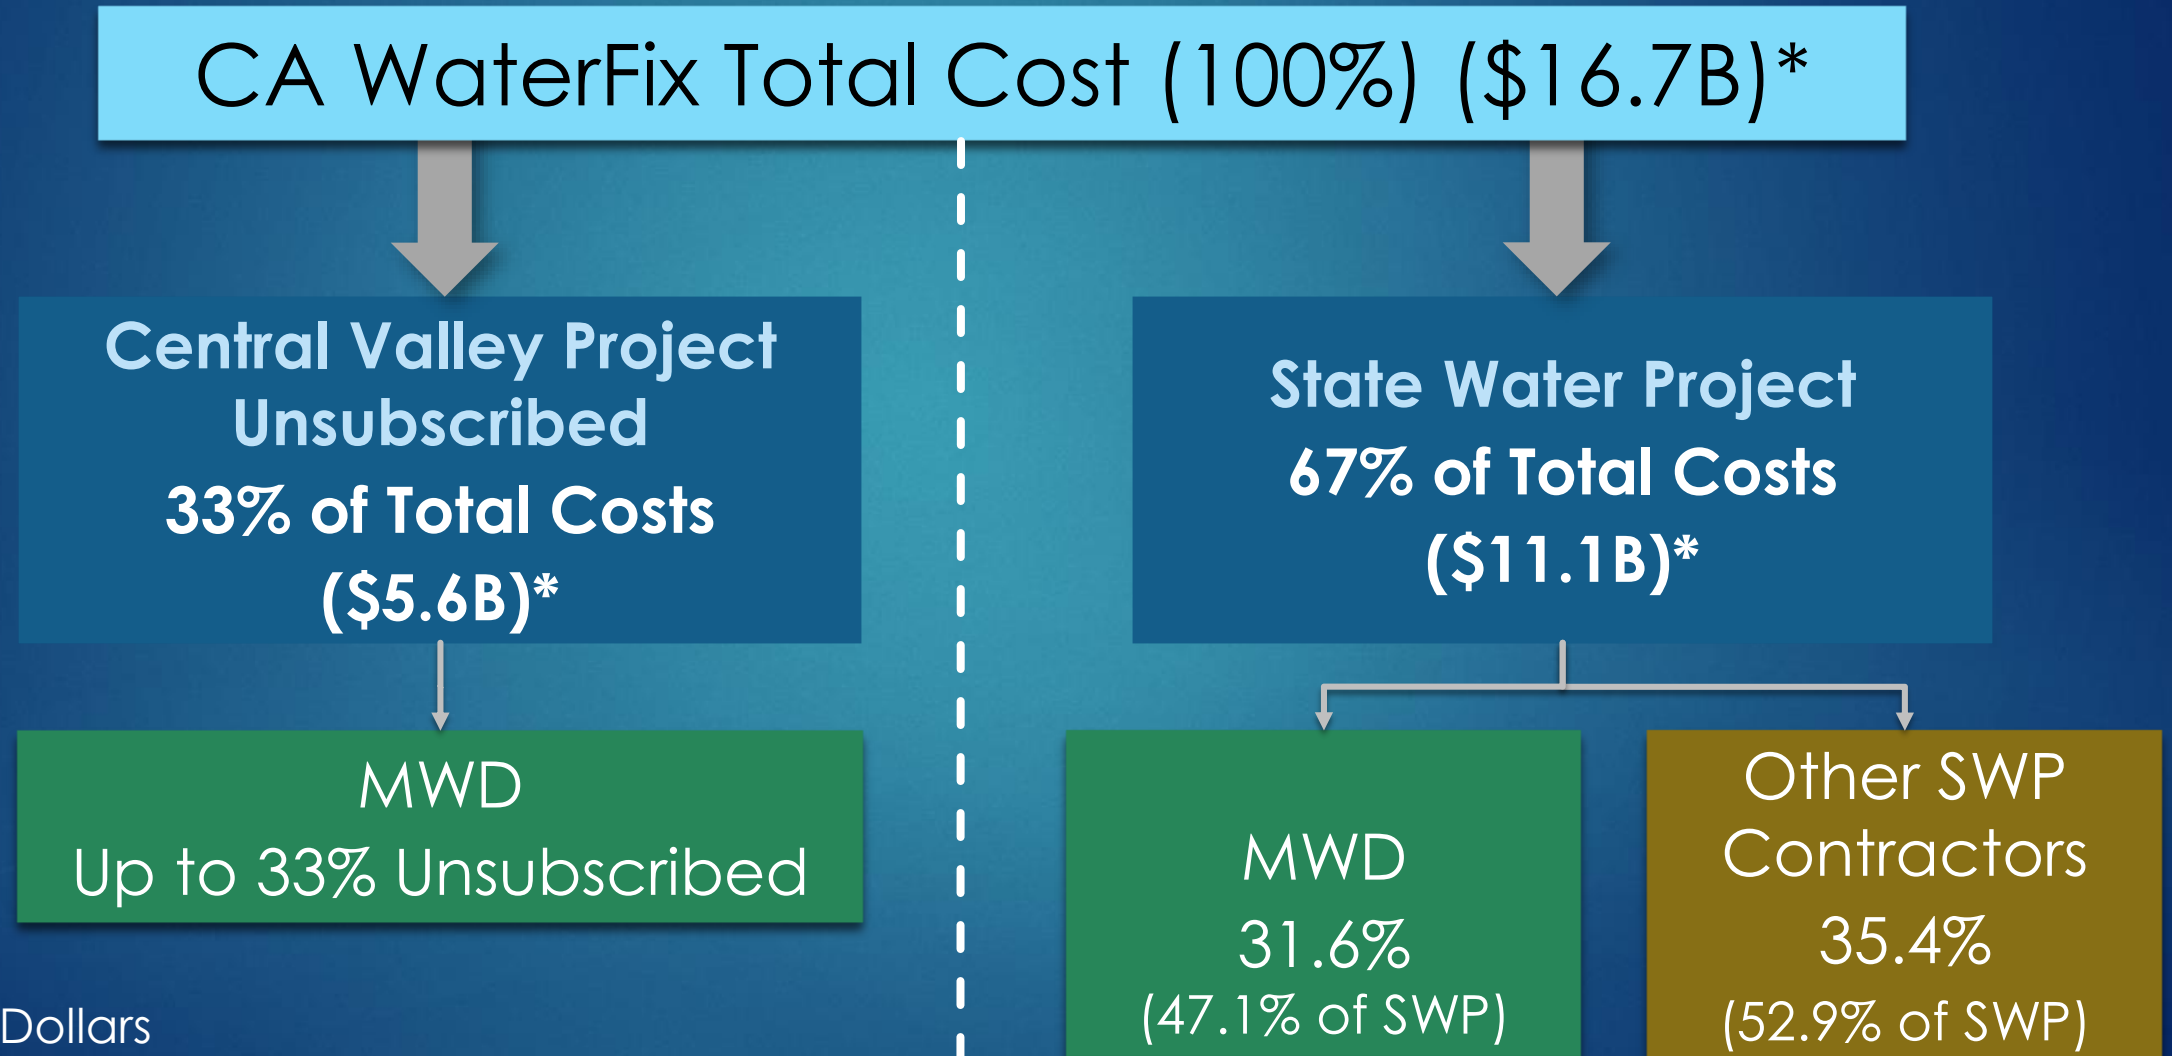 CA WaterFix Total Cost (100%) ($16.7B)*
Central Valley Project
Unsubscribed
33% of Total Costs
($5.6B)*
State Water Project
67% of Total Costs
($11.1B)*
MWD
Up to 33% Unsubscribed
MWD
31.6%
(47.1% of SWP)
Other SWP
Contractors
35.4%
(52.9% of SWP)
Dollars